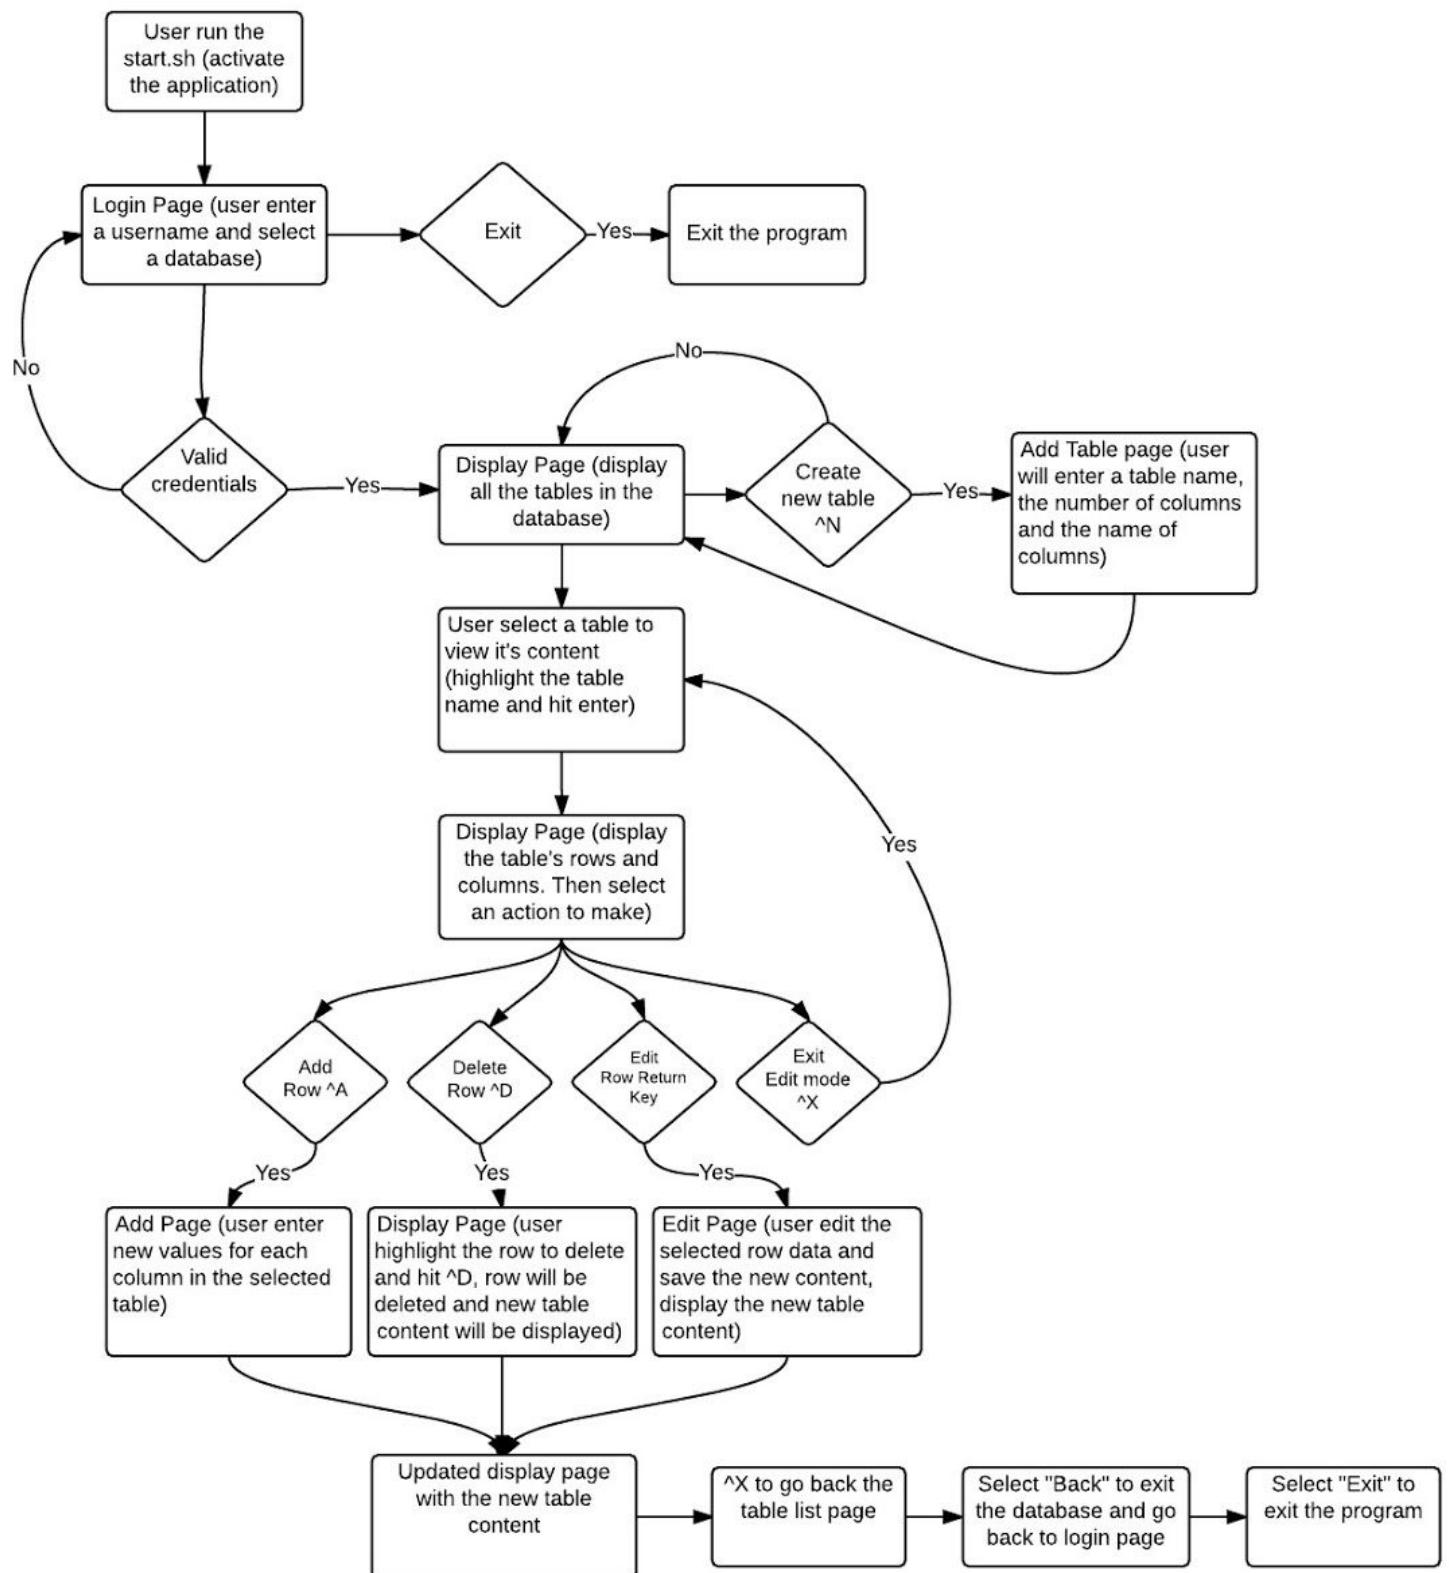 User run the
start.sh (activate
the application)
Login Page (user enter
a username and select
a database)
Exit
Yes
Exit the program
No
No
Valid
credentials
Yes
Display Page (display
all the tables in the
database)
Create
new table
^N
Yes
Add Table page (user
will enter a table name,
the number of columns
and the name of
columns)
User select a table to
view it's content
(highlight the table
name and hit enter)
Display Page (display
the table's rows and
columns. Then select
an action to make)
Yes
Add
Row ^A
Delete
Row ^D
Edit
Row Return
Key
Exit
Edit mode
^X
Yes
Yes
Yes
Add Page (user enter
new values for each
column in the selected
table)
Display Page (user
highlight the row to delete
and hit ^D, row will be
deleted and new table
content will be displayed)
Edit Page (user edit the
selected row data and
save the new content,
display the new table
content)
Updated display page
with the new table
content
^X to go back the
table list page
Select "Back" to exit
the database and go
back to login page
Select "Exit" to
exit the program